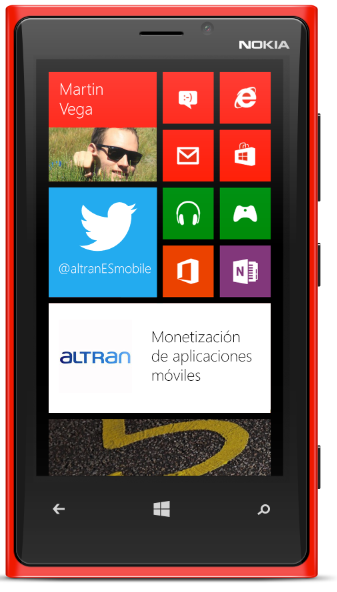 NOKIA
Martin
Vega
@altranESmobile
ALTRAN
Monetización
de aplicaciones
móviles